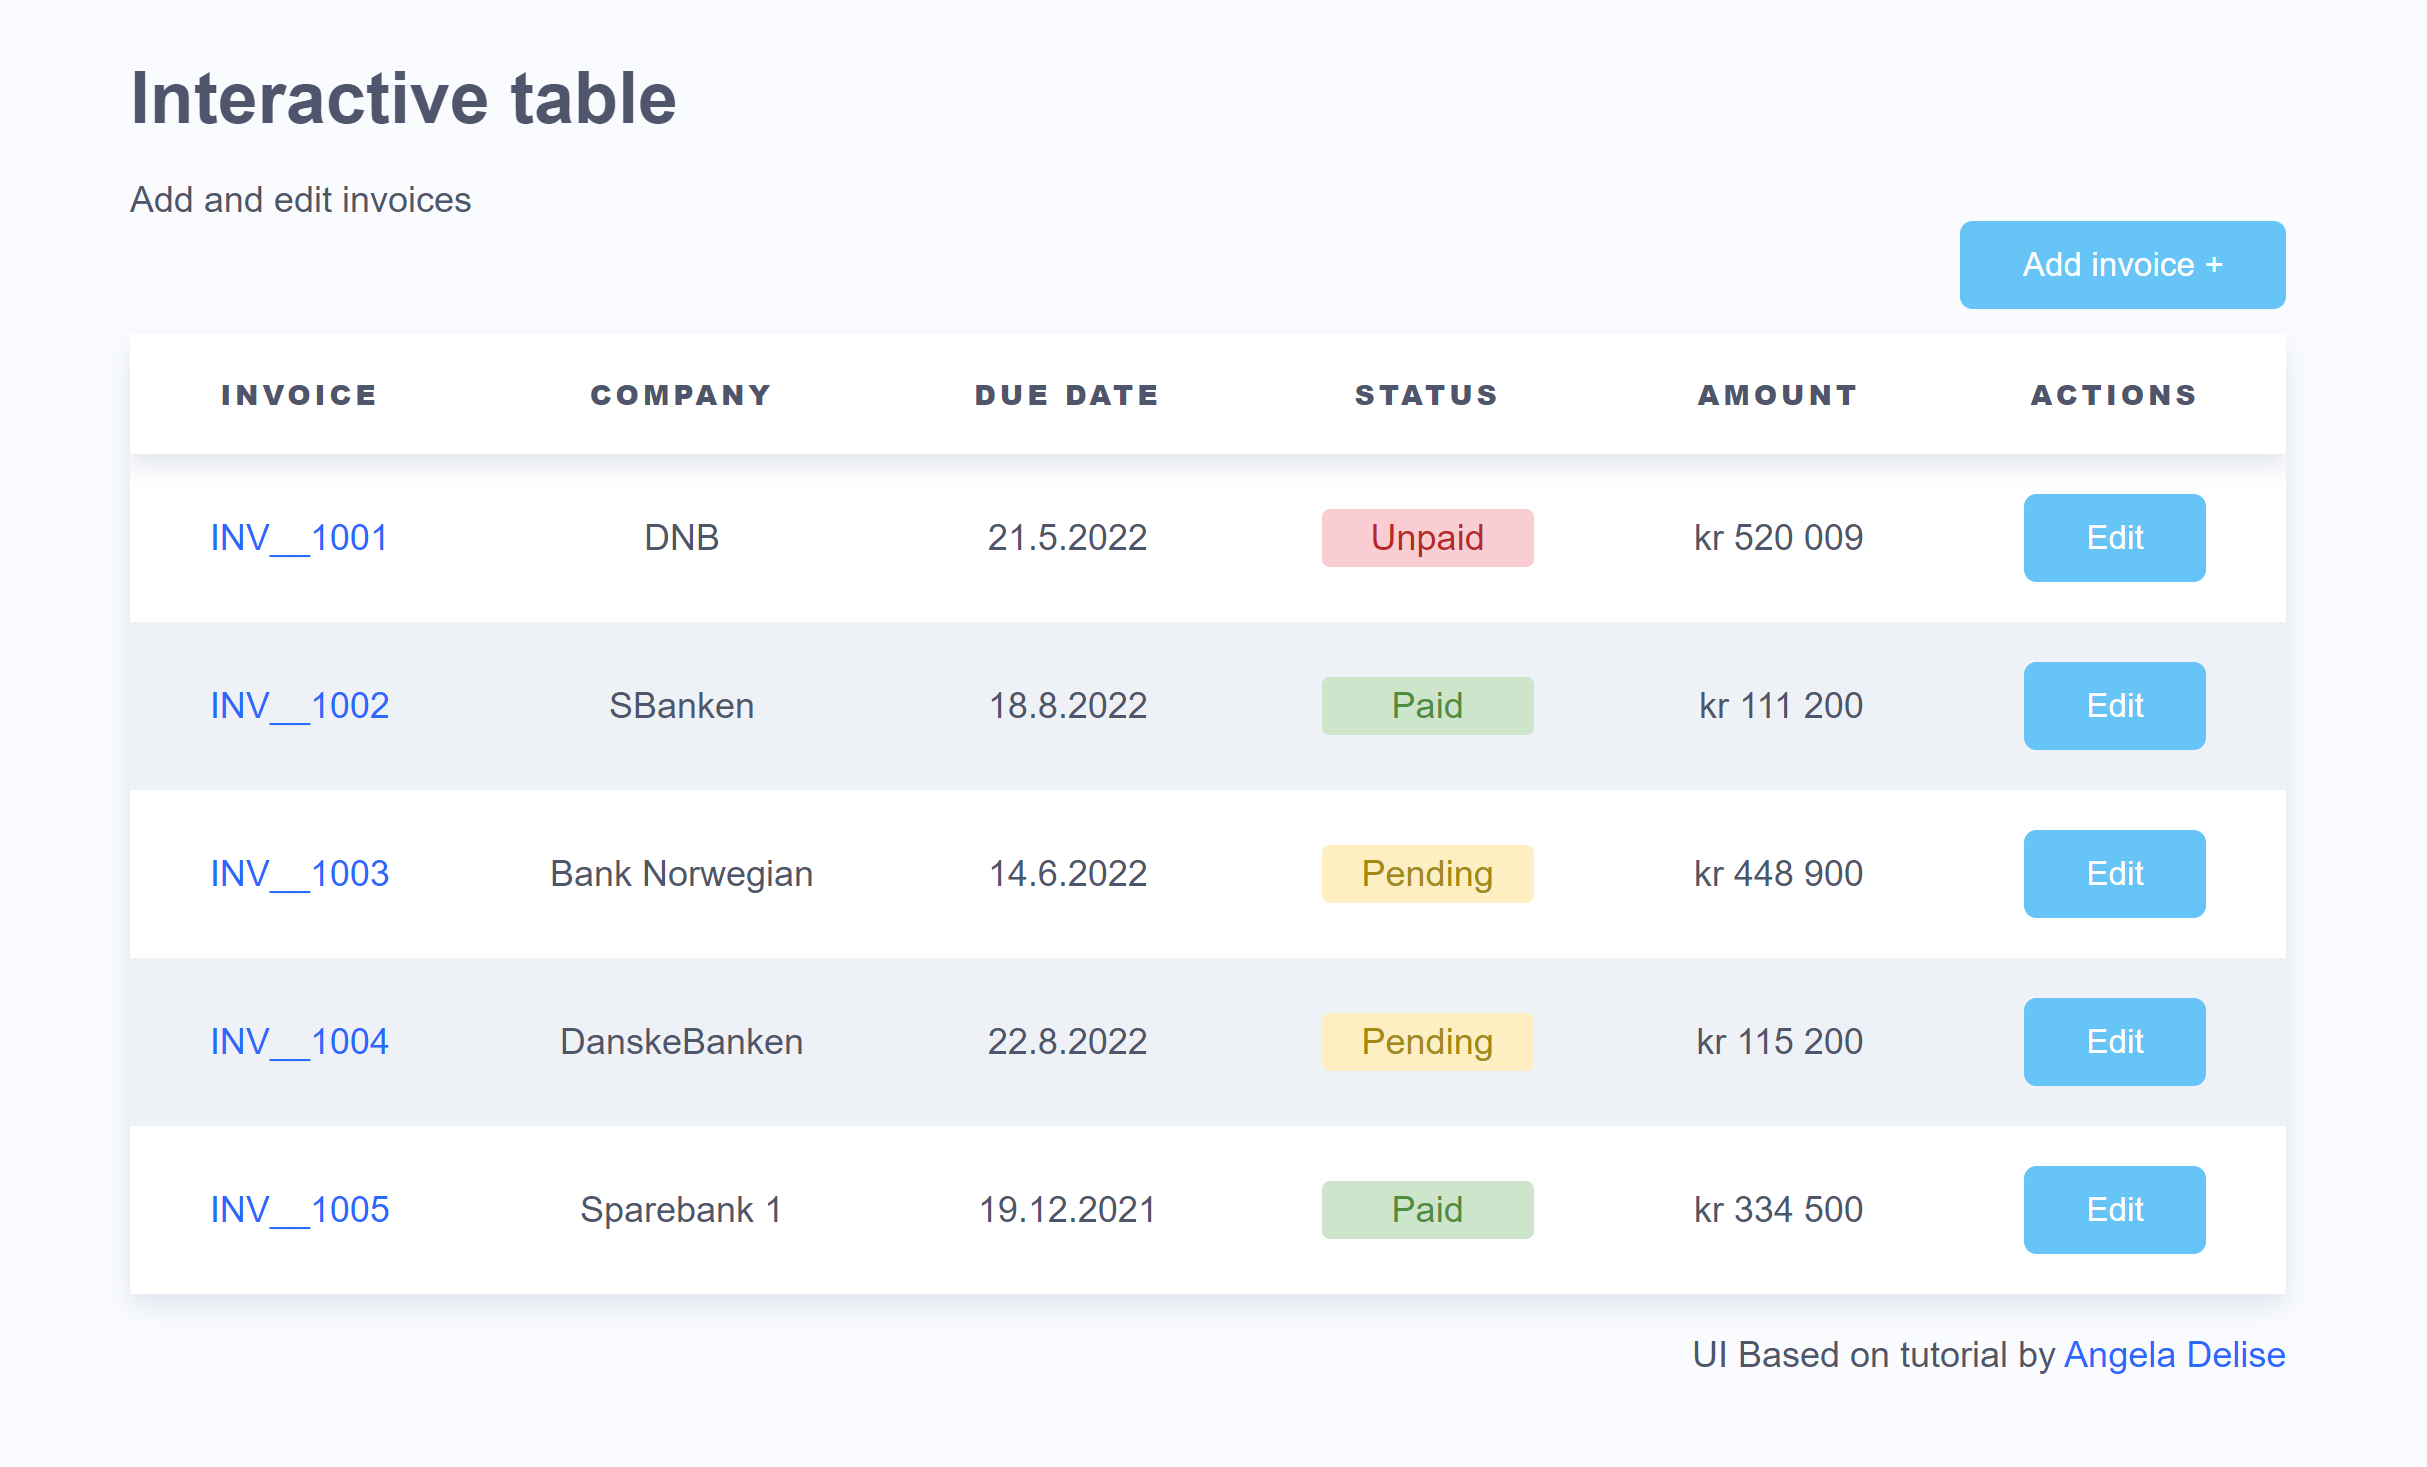 Interactive table
Add and edit invoices
Add invoice +
INVOICE COMPANY DUE DATE STATUS AMOUNT ACTIONS
INV__1001 DNB 21.5.2022 Unpaid kr 520 009 Edit
INV__1002 SBanken 18.8.2022 Paid kr 111 200 Edit
INV__1003 Bank Norwegian 14.6.2022 Pending kr 448 900 Edit
INV__1004 DanskeBanken 22.8.2022 Pending kr 115 200 Edit
INV__1005 Sparebank 1 19.12.2021 Paid kr 334 500 Edit
UI Based on tutorial by Angela Delise